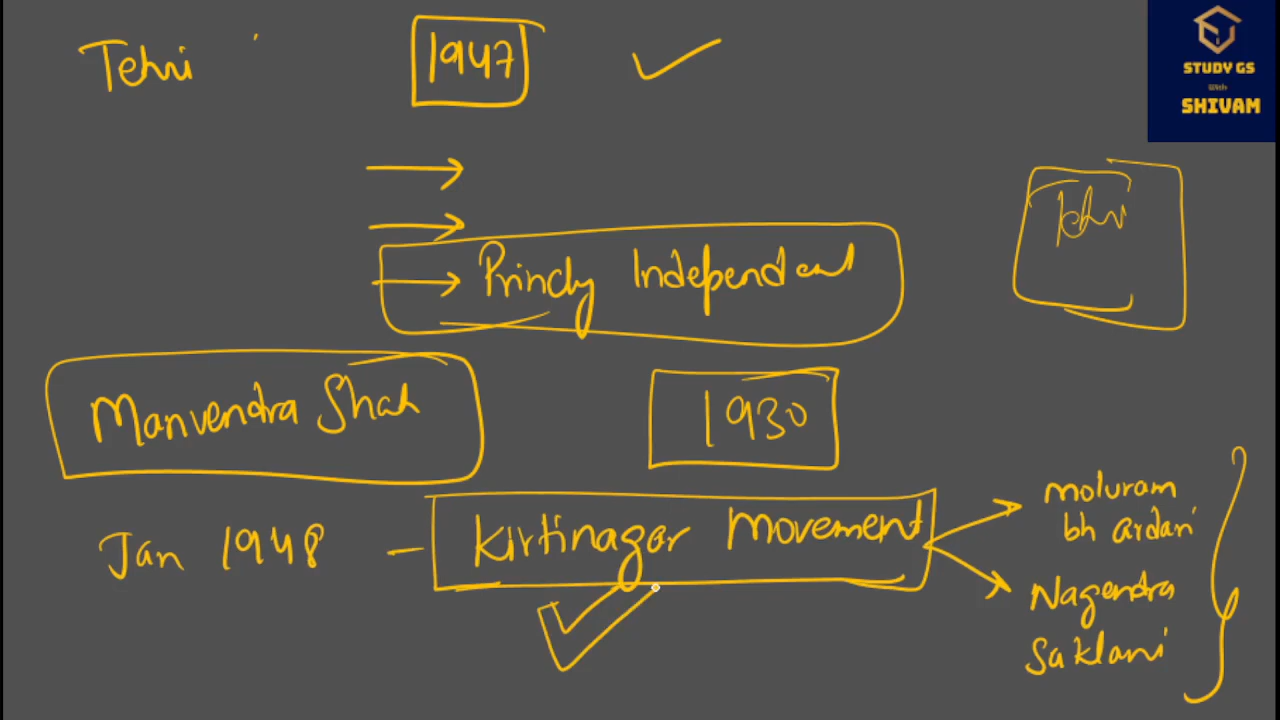 Tehri 1947
STUDY GS
With
SHIVAM
Tehri
Princly Independent
Manvendra Shah 1930
Jan 1948 - Kirtinagar Movement
moluram
bhardari
Nagendra
Saklani